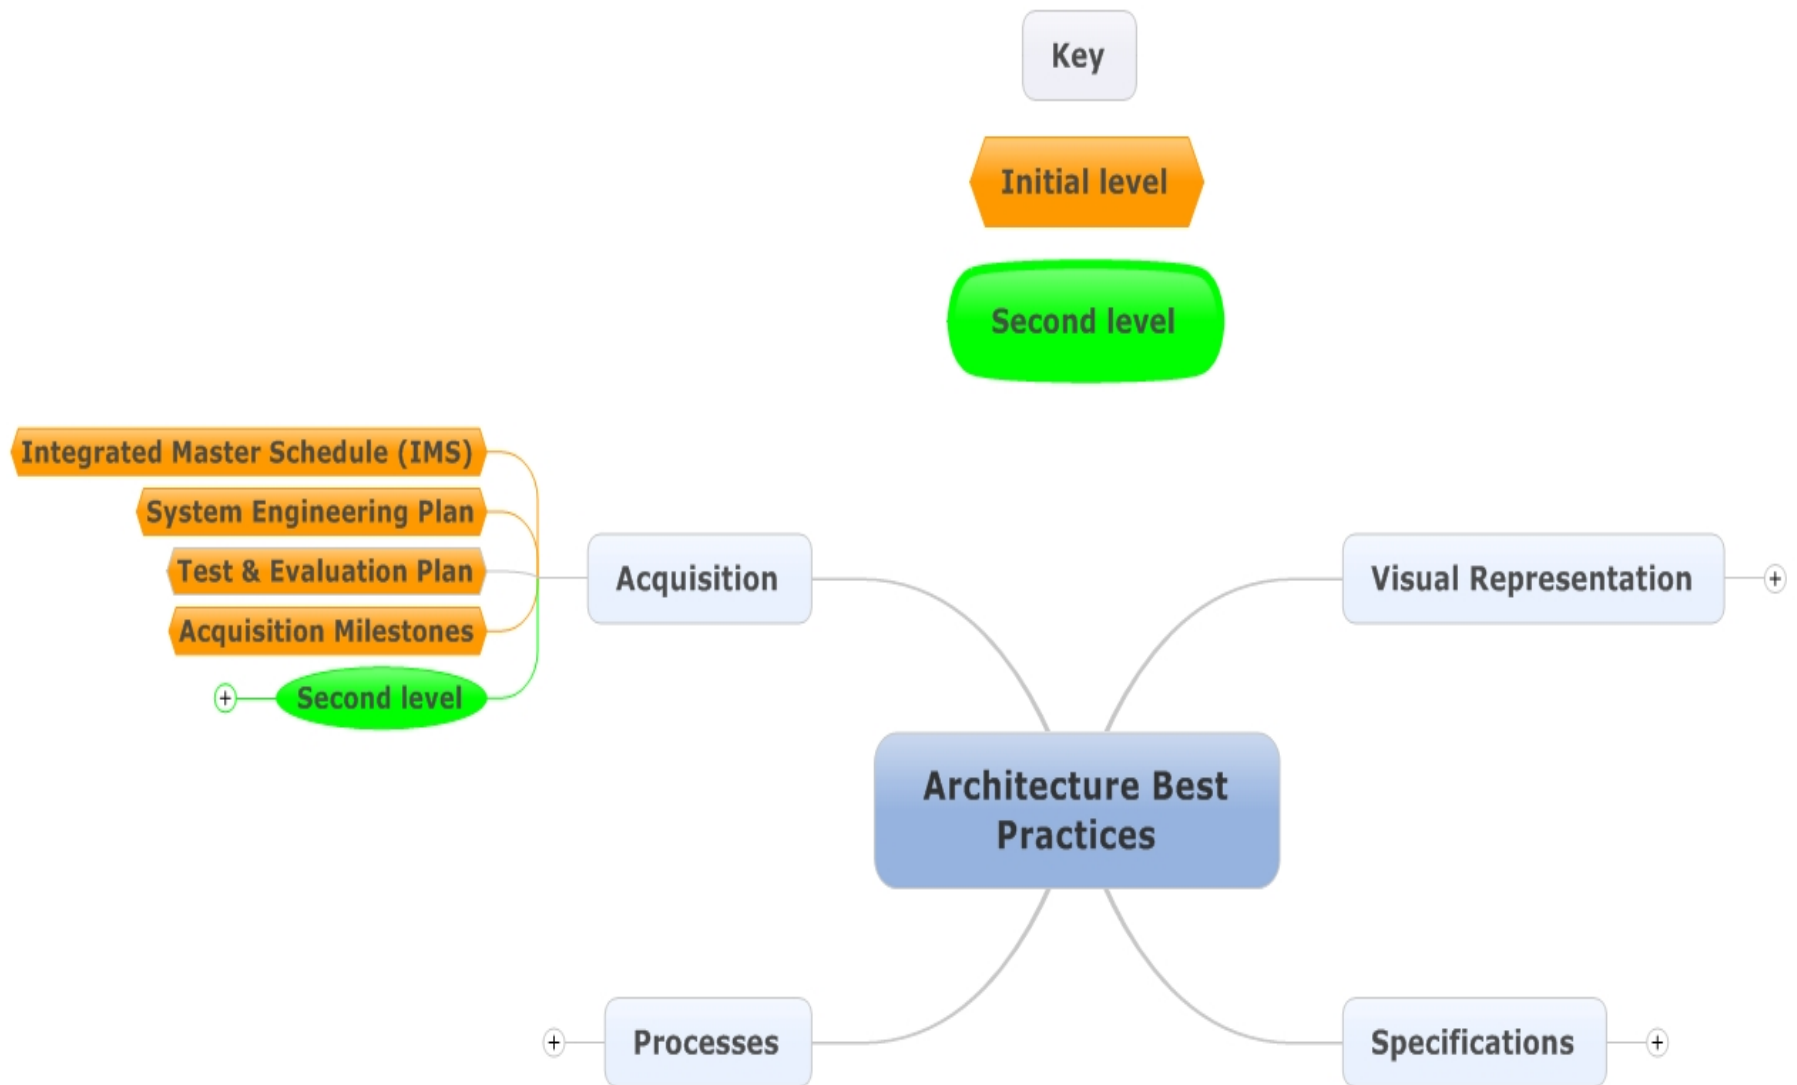 Key
Initial level
Second level
Integrated Master Schedule (IMS)
System Engineering Plan
Test & Evaluation Plan
Acquisition Milestones
Second level
Acquisition
Visual Representation
Architecture Best
Practices
Processes
Specifications